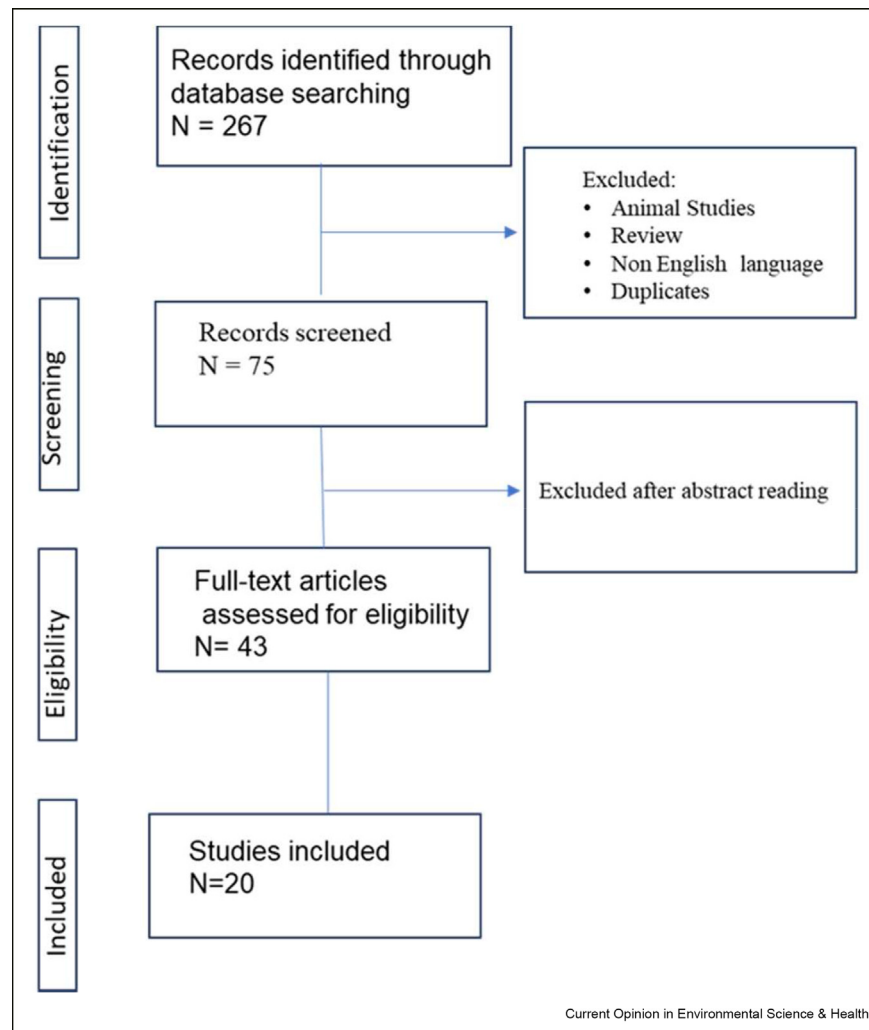 Identification
Records identified through
database searching
N = 267
Excluded:
• Animal Studies
• Review
• Non English language
• Duplicates
Screening
Records screened
N = 75
Excluded after abstract reading
Eligibility
Full-text articles
assessed for eligibility
N= 43
Included
Studies included
N=20
Current Opinion in Environmental Science & Health